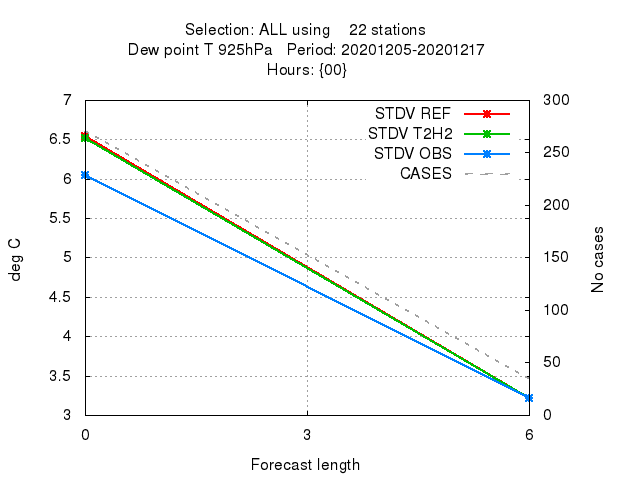 Selection: ALL using    22 stations
Dew point T 925hPa   Period: 20201205-20201217
Hours: {00}
STDV REF
STDV T2H2
STDV OBS
CASES
7
6.5
6
5.5
5
4.5
4
3.5
3
300
250
200
150
100
50
0
deg C
No cases
0
3
6
Forecast length